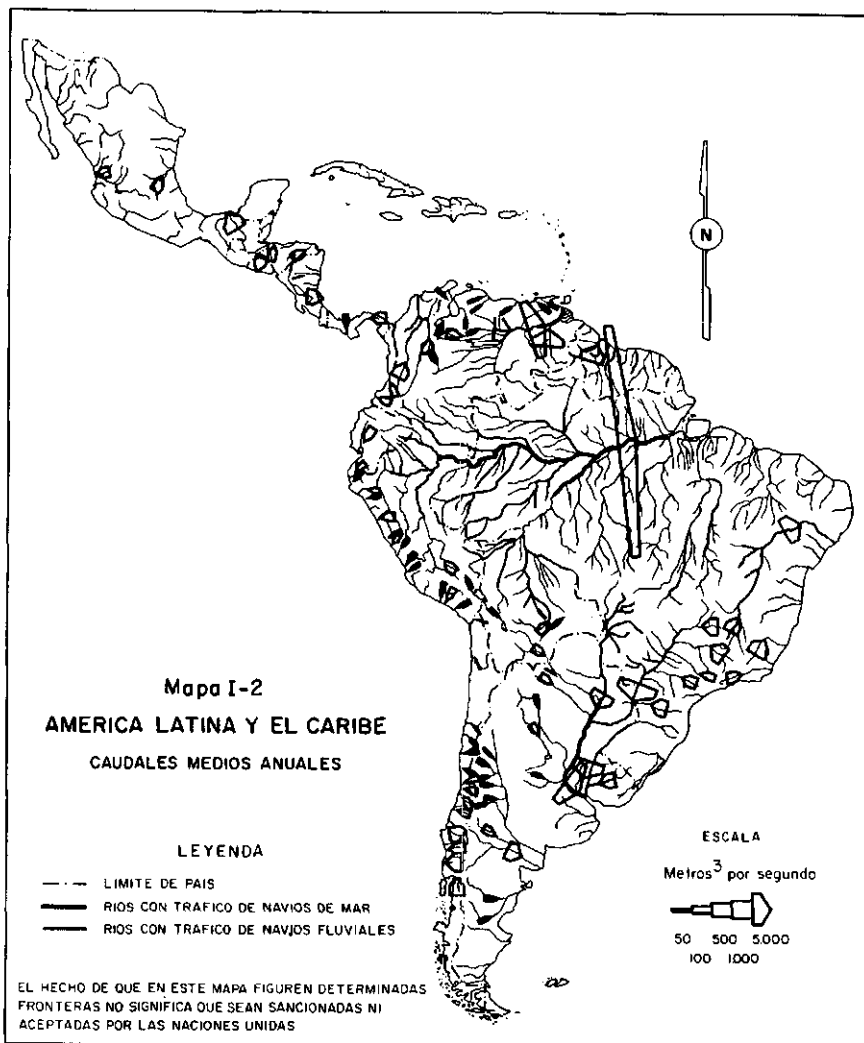 N
Mapa I-2
AMERICA LATINA Y EL CARIBE
CAUDALES MEDIOS ANUALES
LEYENDA
LIMITE DE PAIS
RIOS CON TRAFICO DE NAVIOS DE MAR
RIOS CON TRAFICO DE NAVIOS FLUVIALES
EL HECHO DE QUE EN ESTE MAPA FIGUREN DETERMINADAS
FRONTERAS NO SIGNIFICA QUE SEAN SANCIONADAS NI
ACEPTADAS POR LAS NACIONES UNIDAS
ESCALA
Metros³ por segundo
50 500 5.000
100 1.000